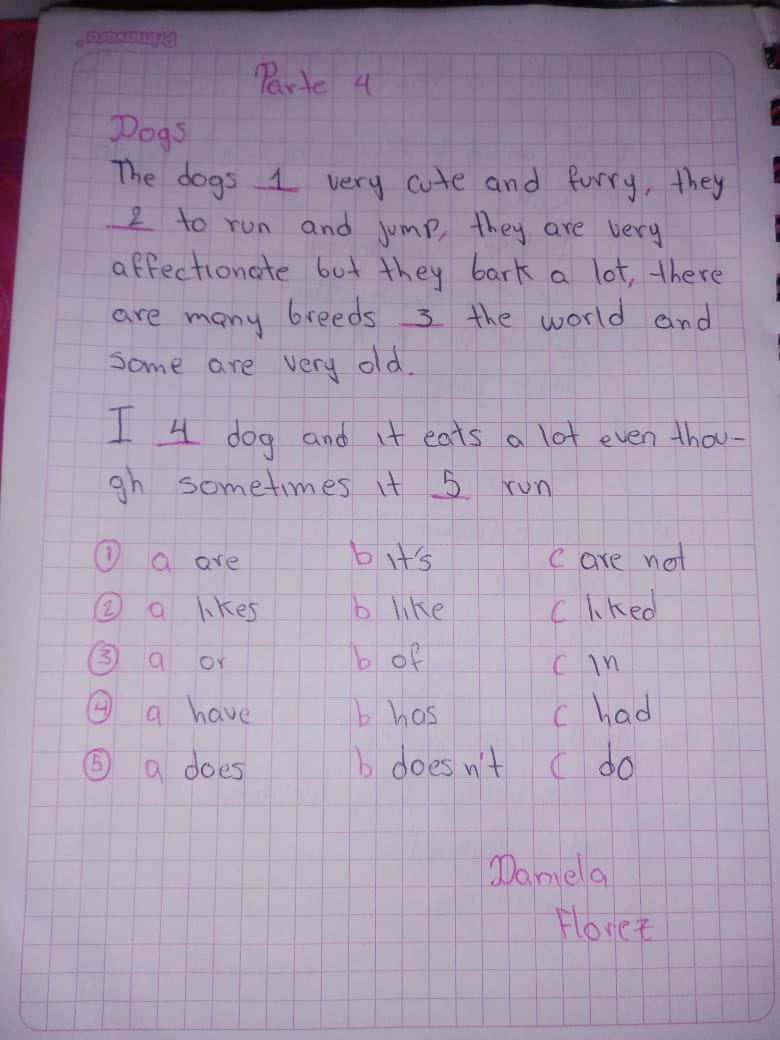 Primavera®
Parte 4
Dogs
The dogs 1 very cute and furry, they
2 to run and jump, they are very
affectionate but they bark a lot, there
are many breeds 3 the world and
some are very old.
I 4 dog and it eats a lot even thou-
gh sometimes it 5 run
1 a are b it's c are not
2 a likes b like c liked
3 a or b of c in
4 a have b has c had
5 a does b doesn't c do
Daniela
Florez